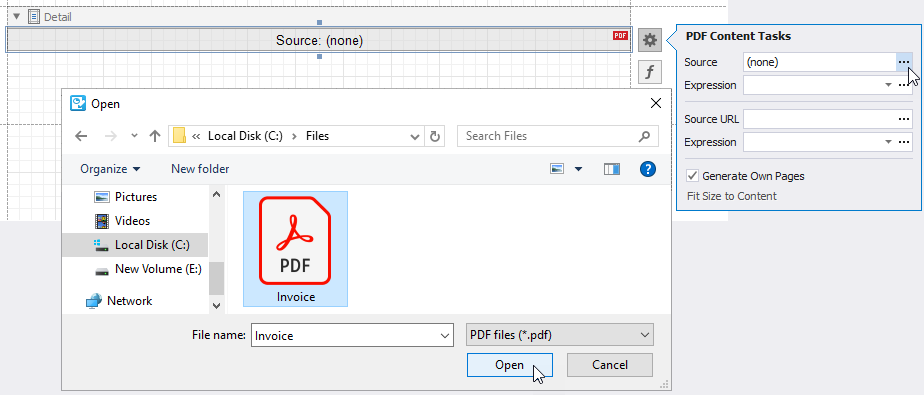 Detail
Source: (none)
PDF
f
PDF Content Tasks
Source (none) ...
Expression ...
Source URL ...
Expression ...
Generate Own Pages
Fit Size to Content
Open
« Local Disk (C:) › Files
Search Files
Organize
New folder
?
Pictures
Videos
Local Disk (C:)
New Volume (E:)
Network
PDF
Invoice
File name: Invoice
PDF files (*.pdf)
Open
Cancel